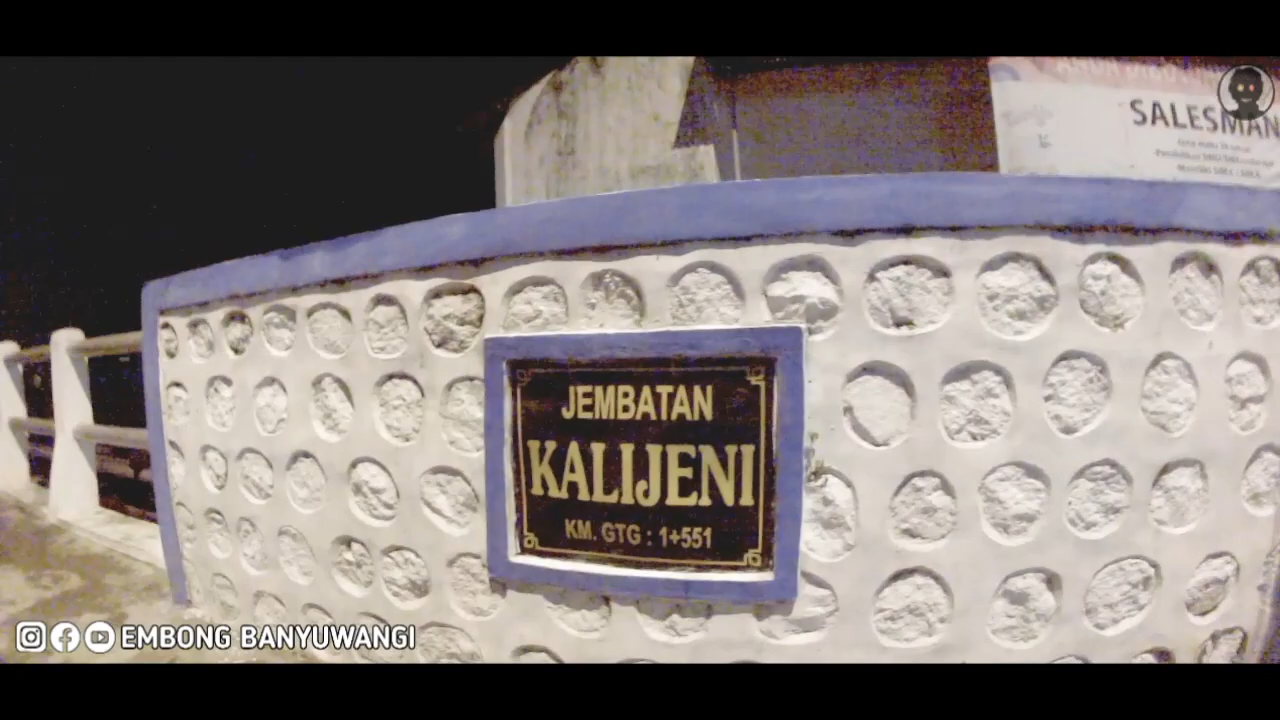 SALESMAN
JEMBATAN
KALIJENI
KM. GTG : 1+551
EMBONG BANYUWANGI